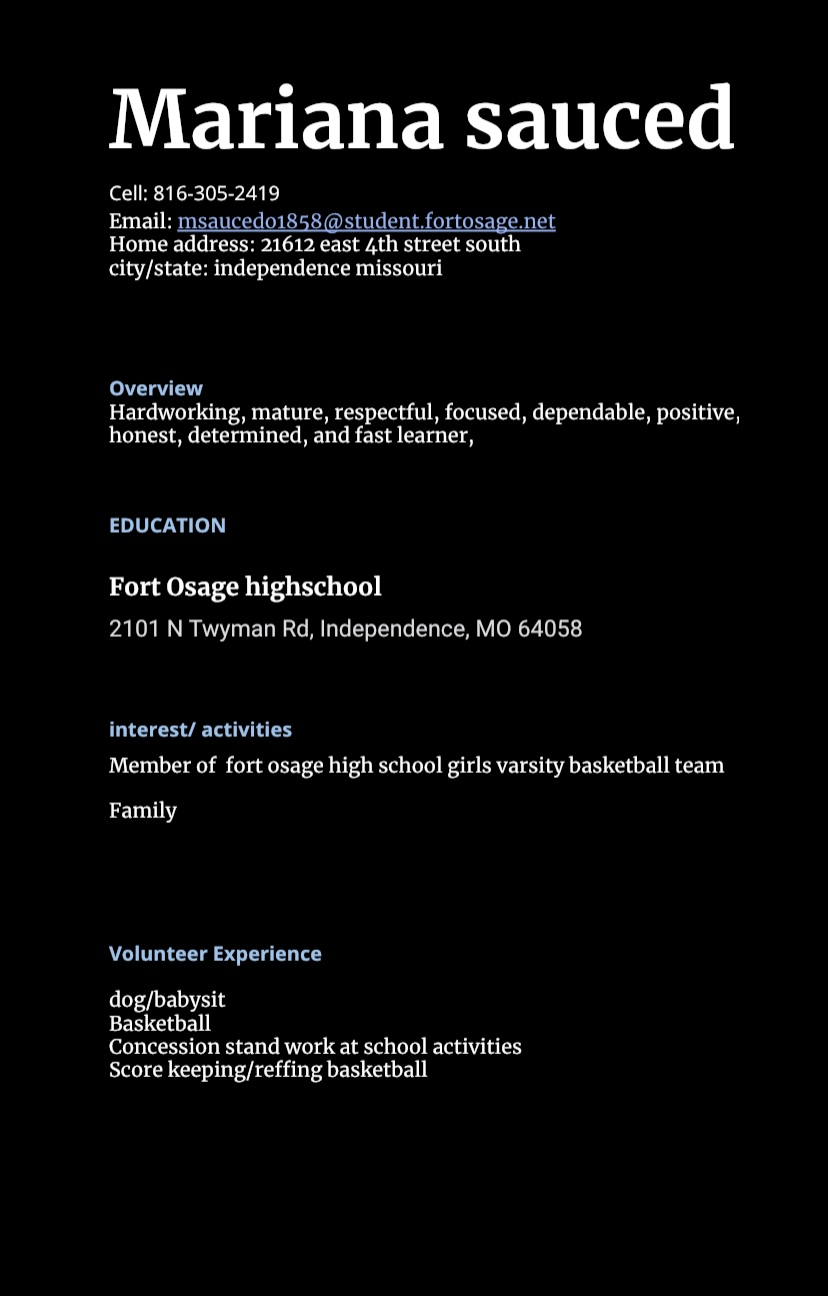 Mariana sauced
Cell: 816-305-2419
Email: msaucedo1858@student.fortosage.net
Home address: 21612 east 4th street south
city/state: independence missouri
Overview
Hardworking, mature, respectful, focused, dependable, positive,
honest, determined, and fast learner,
EDUCATION
Fort Osage highschool
2101 N Twyman Rd, Independence, MO 64058
interest/ activities
Member of  fort osage high school girls varsity basketball team
Family
Volunteer Experience
dog/babysit
Basketball
Concession stand work at school activities
Score keeping/reffing basketball